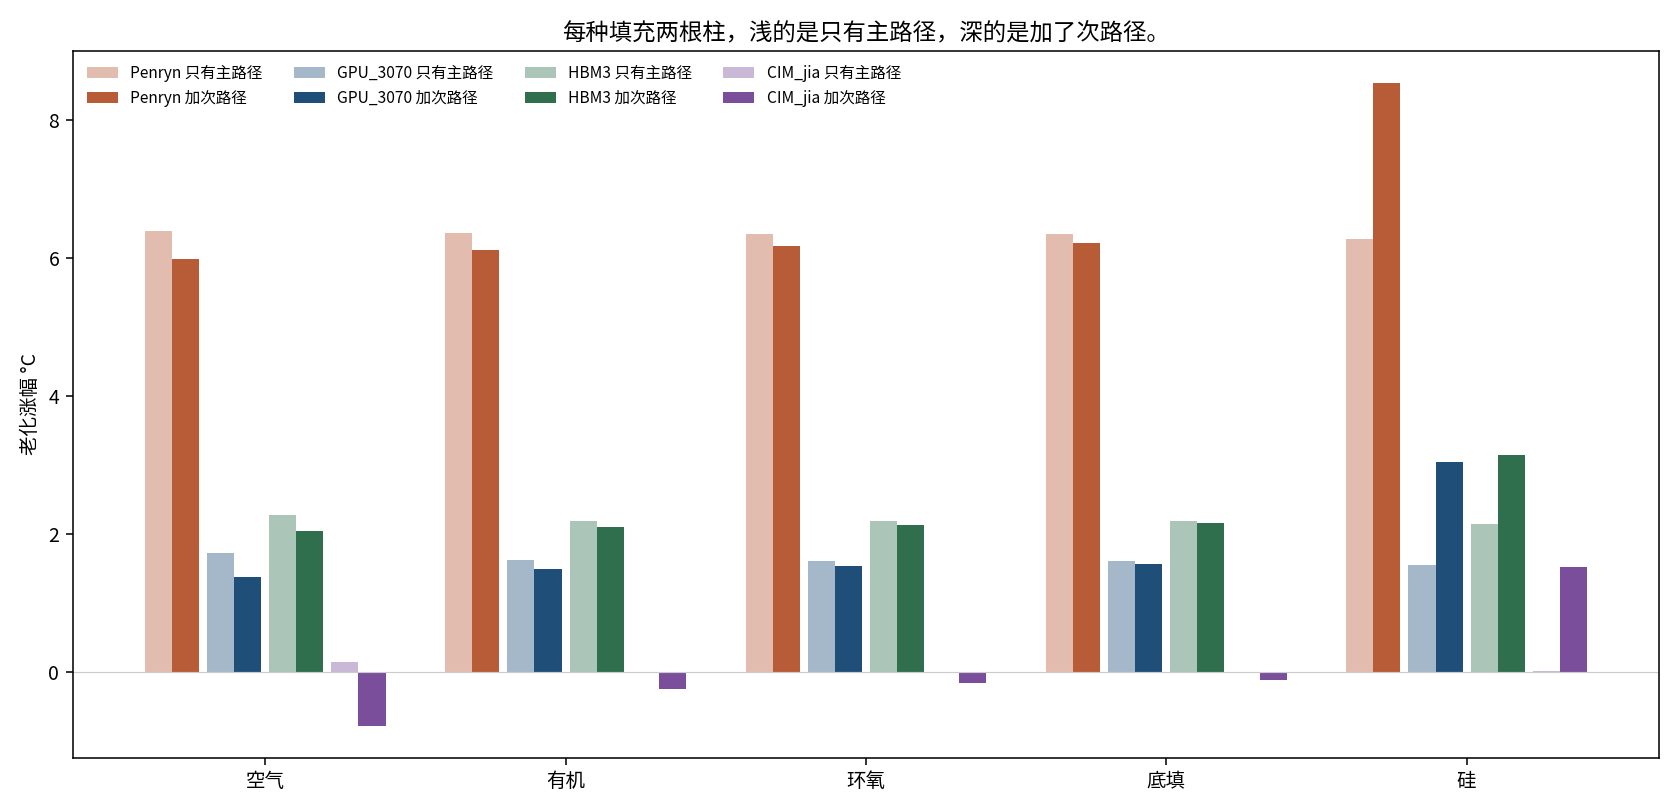 每种填充两根柱，浅的是只有主路径，深的是加了次路径。
Penryn 只有主路径
Penryn 加次路径
GPU_3070 只有主路径
GPU_3070 加次路径
HBM3 只有主路径
HBM3 加次路径
CIM_jia 只有主路径
CIM_jia 加次路径
老化涨幅 °C
8
6
4
2
0
空气
有机
环氧
底填
硅